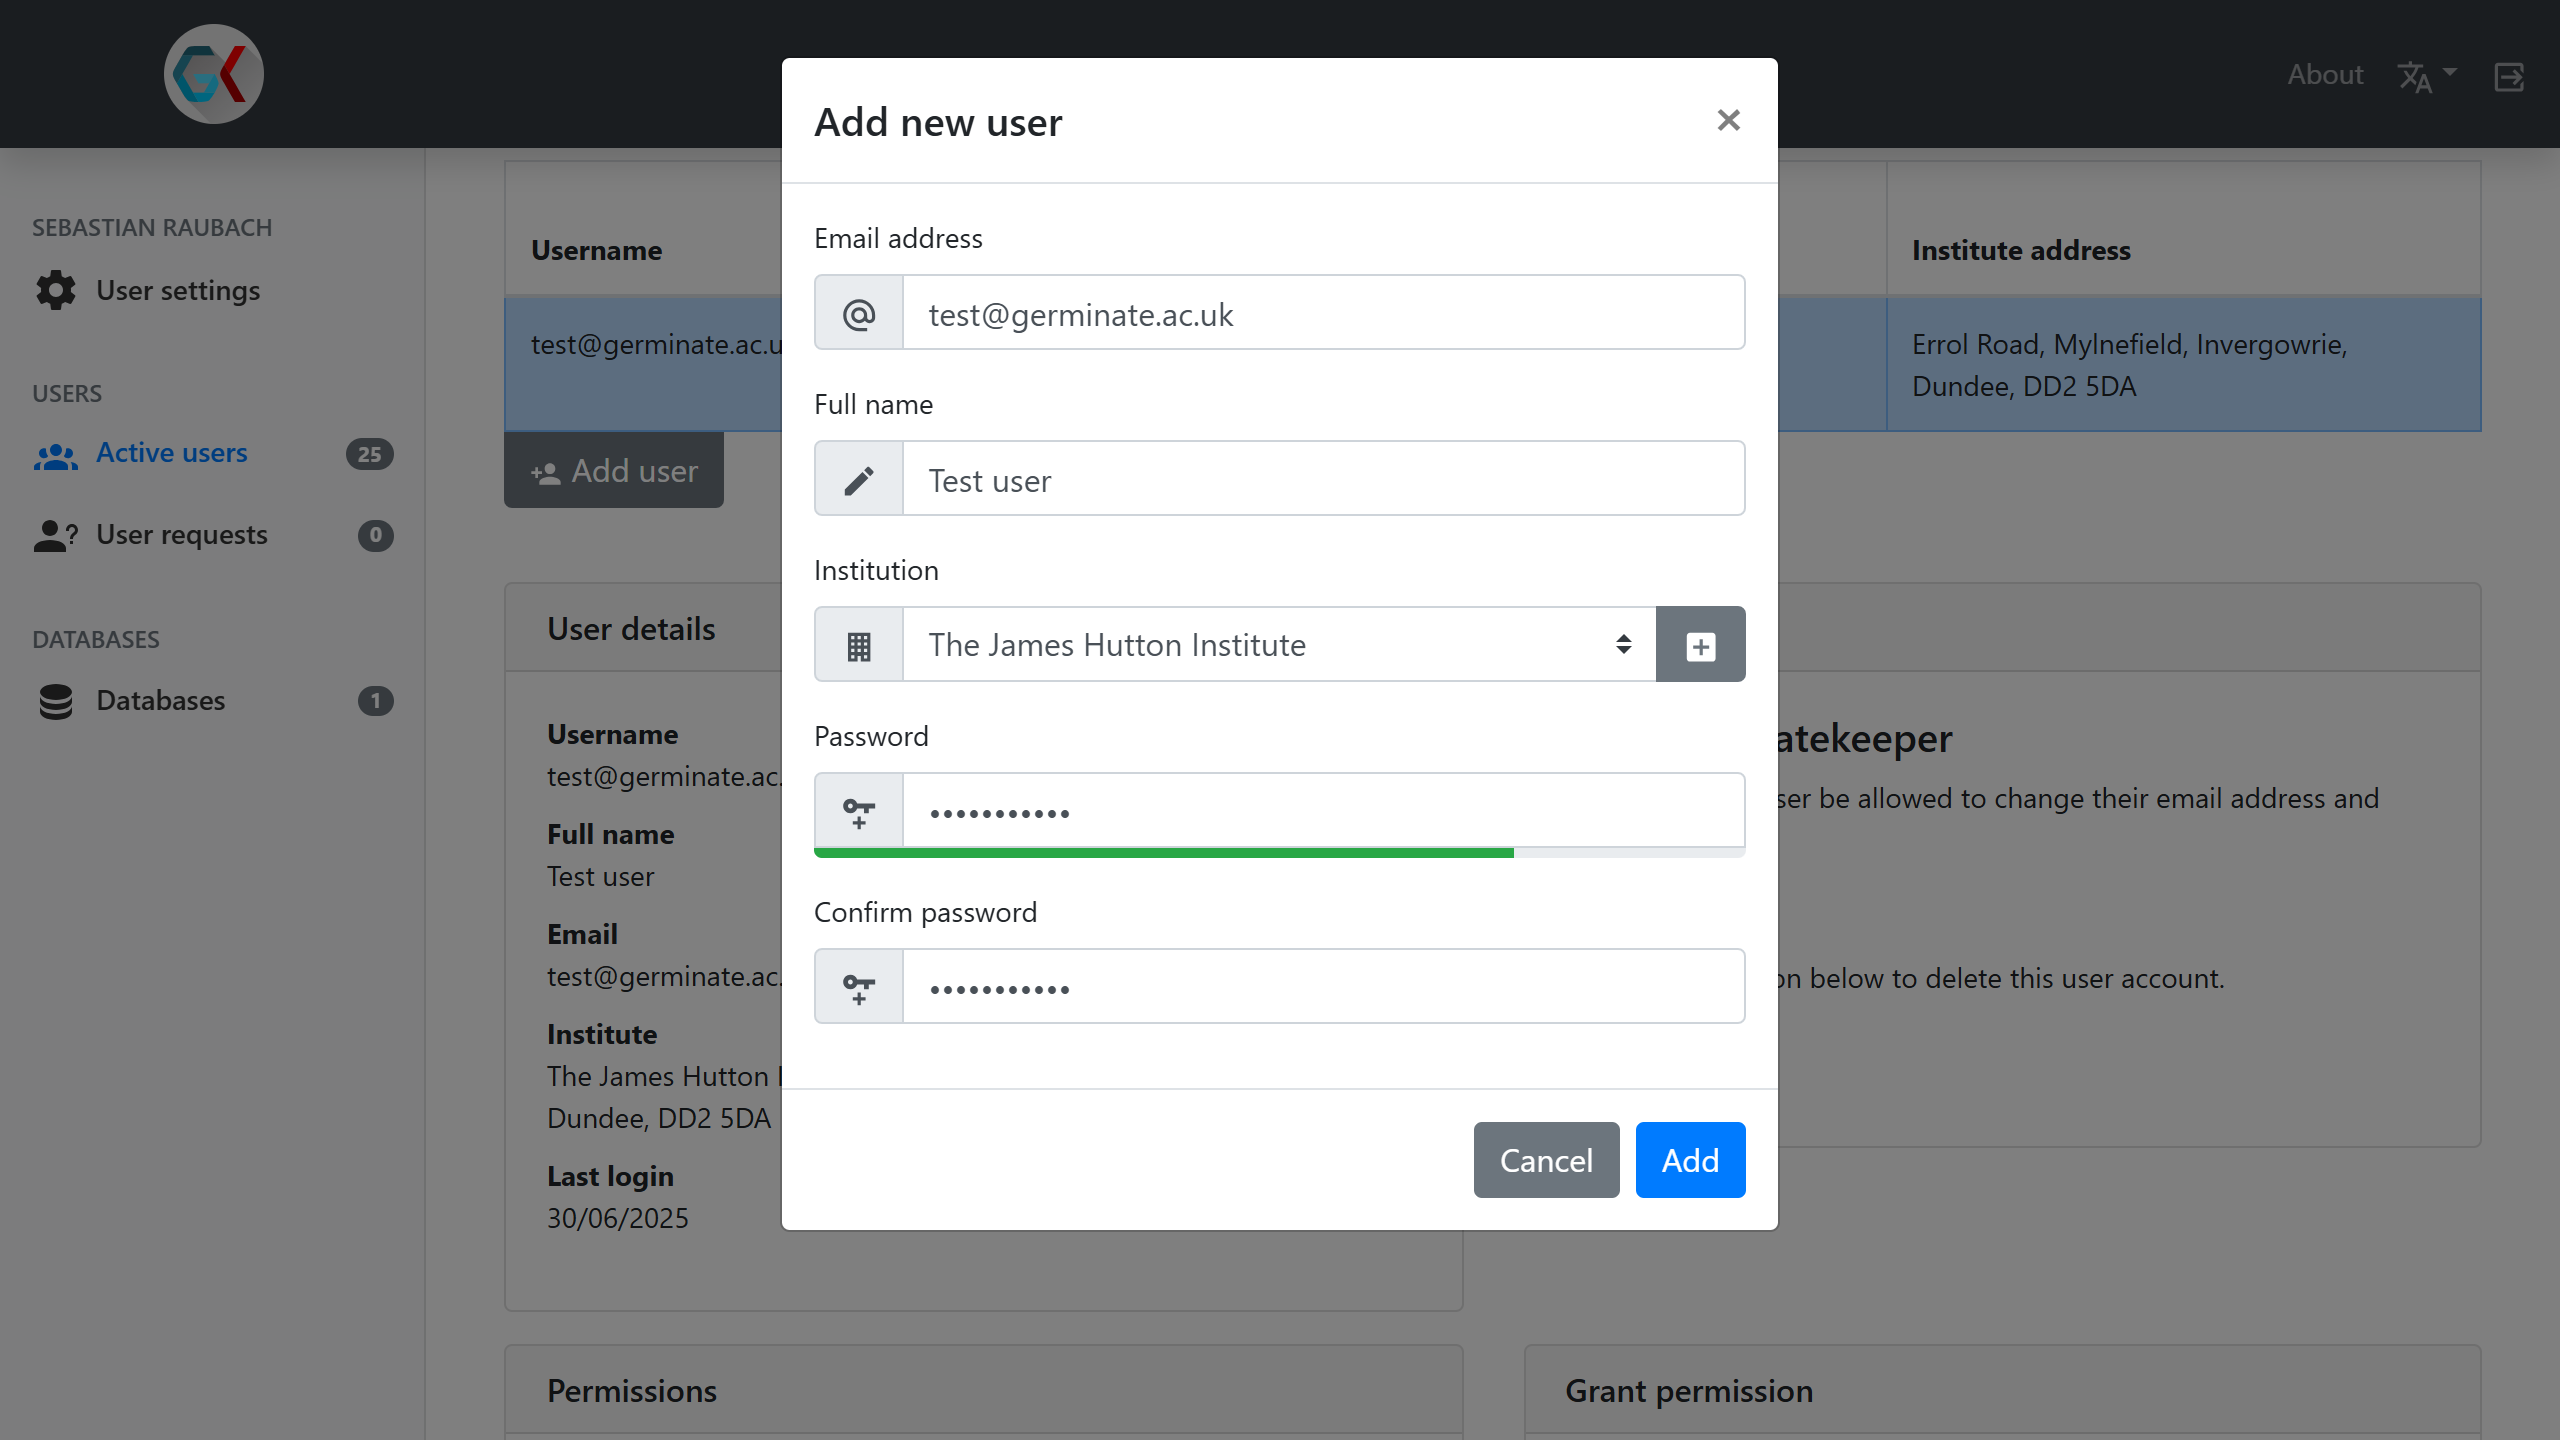 GK
About
SEBASTIAN RAUBACH
User settings
USERS
Active users 25
User requests 0
DATABASES
Databases 1
Username
Institute address
test@germinate.ac.u
Errol Road, Mylnefield, Invergowrie,
Dundee, DD2 5DA
Add user
User details
Username
test@germinate.ac.
Full name
Test user
Email
test@germinate.ac.
Institute
The James Hutton
Dundee, DD2 5DA
Last login
30/06/2025
atekeeper
ser be allowed to change their email address and
on below to delete this user account.
Permissions
Grant permission
Add new user
Email address
test@germinate.ac.uk
Full name
Test user
Institution
The James Hutton Institute
Password
•••••••••••
Confirm password
•••••••••••
Cancel Add